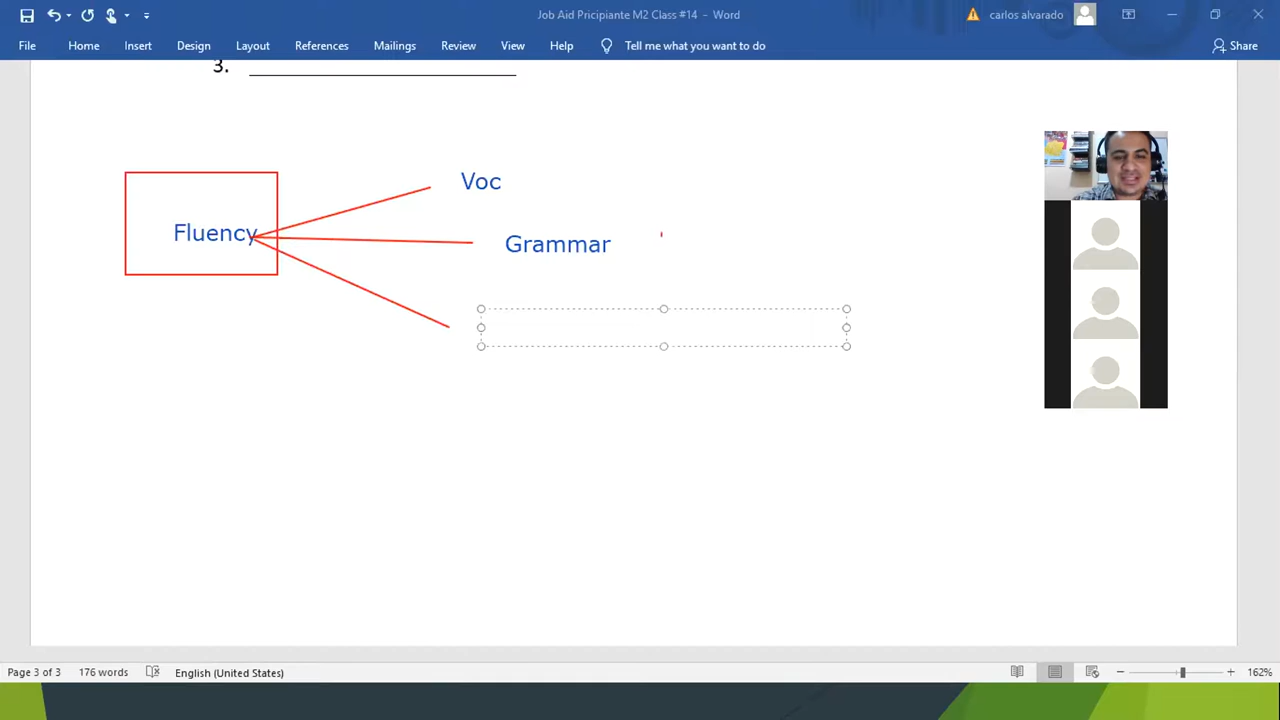 Job Aid Pricipiante M2 Class #14 - Word
carlos alvarado
File Home Insert Design Layout References Mailings Review View Help Tell me what you want to do Share
3. ____________________
Voc
Fluency
Grammar
Page 3 of 3 176 words English (United States) 162%